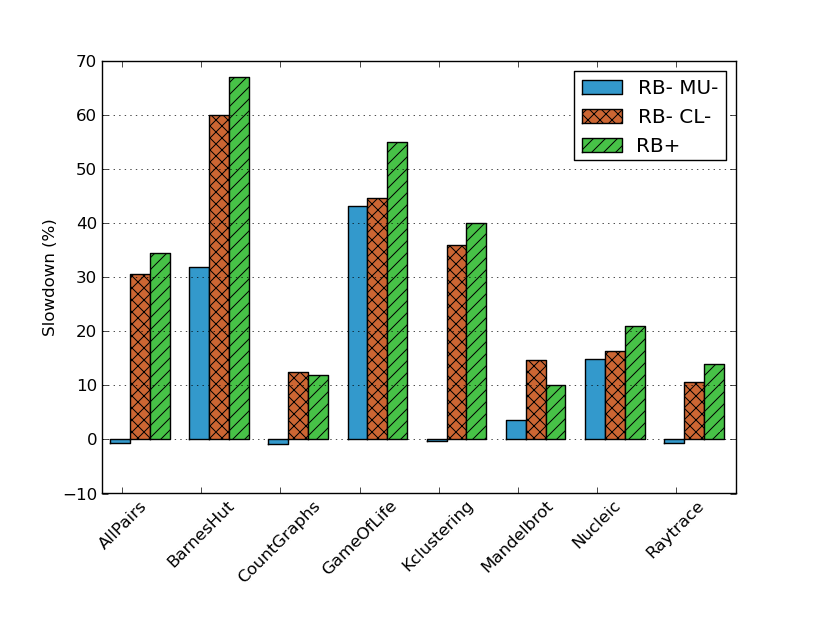 70
60
50
40
30
20
10
0
−10
Slowdown (%)
RB- MU-
RB- CL-
RB+
AllPairs
BarnesHut
CountGraphs
GameOfLife
Kclustering
Mandelbrot
Nucleic
Raytrace